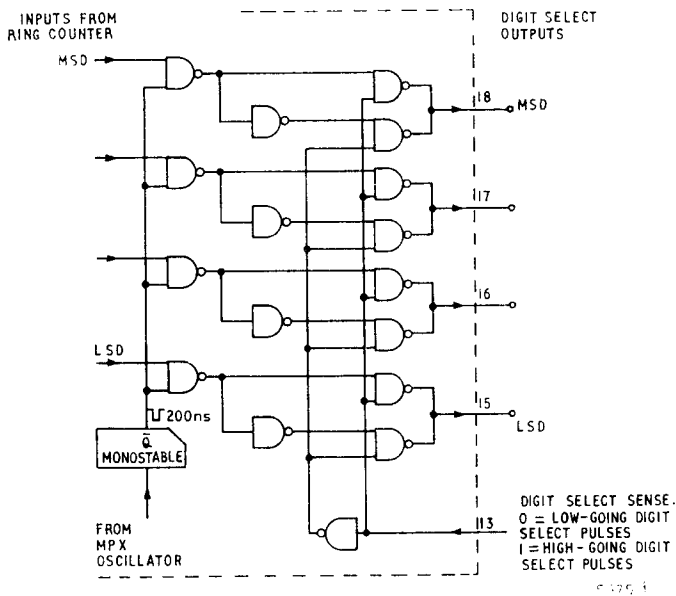 INPUTS FROM
RING COUNTER
DIGIT SELECT
OUTPUTS
MSD
18
MSD
17
16
LSD
15
LSD
200ns
Q̄
MONOSTABLE
FROM
MPX
OSCILLATOR
13
DIGIT SELECT SENSE.
0 = LOW-GOING DIGIT
SELECT PULSES
1 = HIGH-GOING DIGIT
SELECT PULSES